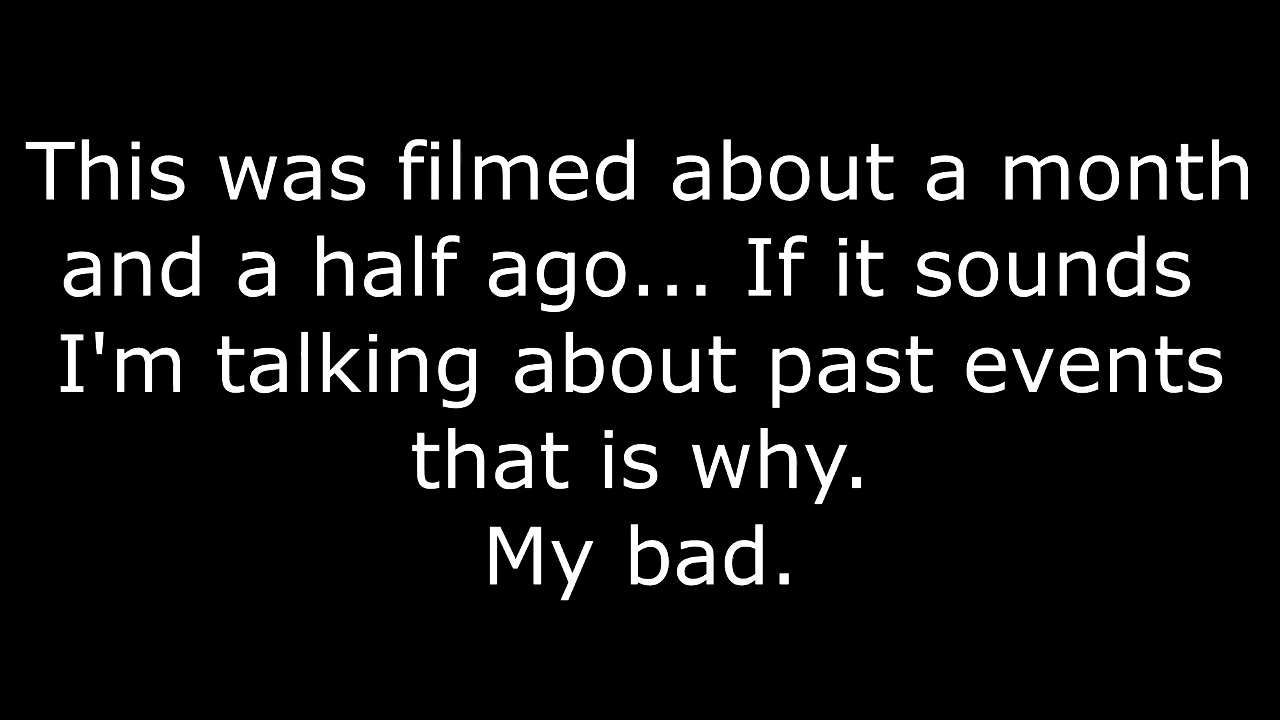 This was filmed about a month
and a half ago... If it sounds
I'm talking about past events
that is why.
My bad.